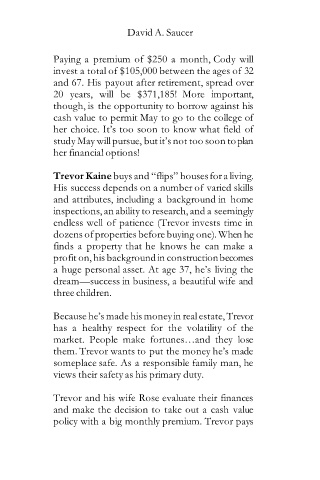 David A. Saucer
Paying a premium of $250 a month, Cody will
invest a total of $105,000 between the ages of 32
and 67. His payout after retirement, spread over
20 years, will be $371,185! More important,
though, is the opportunity to borrow against his
cash value to permit May to go to the college of
her choice. It’s too soon to know what field of
study May will pursue, but it’s not too soon to plan
her financial options!
Trevor Kaine buys and “flips” houses for a living.
His success depends on a number of varied skills
and attributes, including a background in home
inspections, an ability to research, and a seemingly
endless well of patience (Trevor invests time in
dozens of properties before buying one). When he
finds a property that he knows he can make a
profit on, his background in construction becomes
a huge personal asset. At age 37, he’s living the
dream—success in business, a beautiful wife and
three children.
Because he’s made his money in real estate, Trevor
has a healthy respect for the volatility of the
market. People make fortunes…and they lose
them. Trevor wants to put the money he’s made
someplace safe. As a responsible family man, he
views their safety as his primary duty.
Trevor and his wife Rose evaluate their finances
and make the decision to take out a cash value
policy with a big monthly premium. Trevor pays